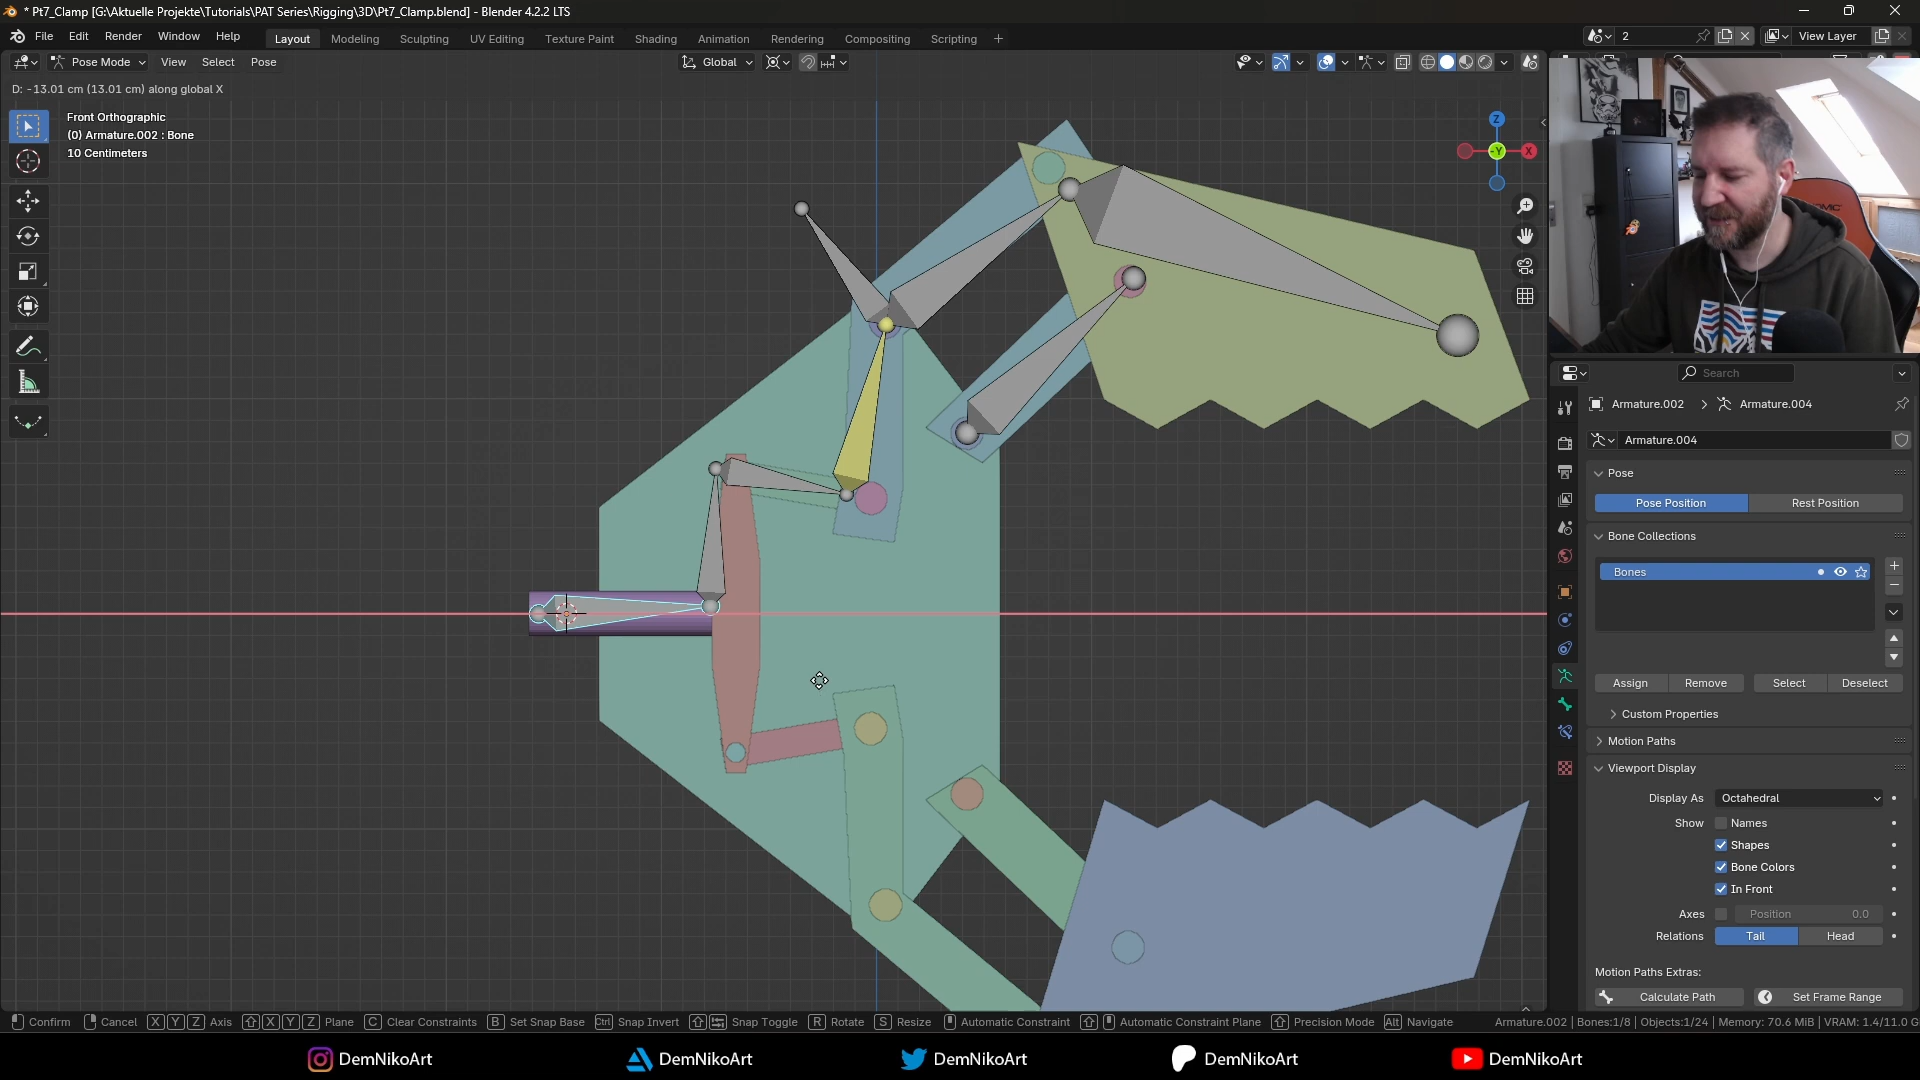 * Pt7_Clamp [G:\Aktuelle Projekte\Tutorials\PAT Series\Rigging\3D\Pt7_Clamp.blend] - Blender 4.2.2 LTS
File Edit Render Window Help Layout Modeling Sculpting UV Editing Texture Paint Shading Animation Rendering Compositing Scripting + 2 View Layer
Pose Mode View Select Pose Global
D: -13.01 cm (13.01 cm) along global X
Front Orthographic
(0) Armature.002 : Bone
10 Centimeters
Z
-Y
X
Search
Armature.002 > Armature.004
Armature.004
Pose
Pose Position Rest Position
Bone Collections
Bones
Assign Remove Select Deselect
Custom Properties
Motion Paths
Viewport Display
Display As Octahedral
Show Names
Shapes
Bone Colors
In Front
Axes Position 0.0
Relations Tail Head
Motion Paths Extras:
Calculate Path Set Frame Range
Confirm Cancel X Y Z Axis X Y Z Plane C Clear Constraints B Set Snap Base Ctrl Snap Invert Snap Toggle R Rotate S Resize Automatic Constraint Automatic Constraint Plane Precision Mode Alt Navigate Armature.002 | Bones:1/8 | Objects:1/24 | Memory: 70.6 MiB | VRAM: 1.4/11.0 G
DemNikoArt DemNikoArt DemNikoArt DemNikoArt DemNikoArt